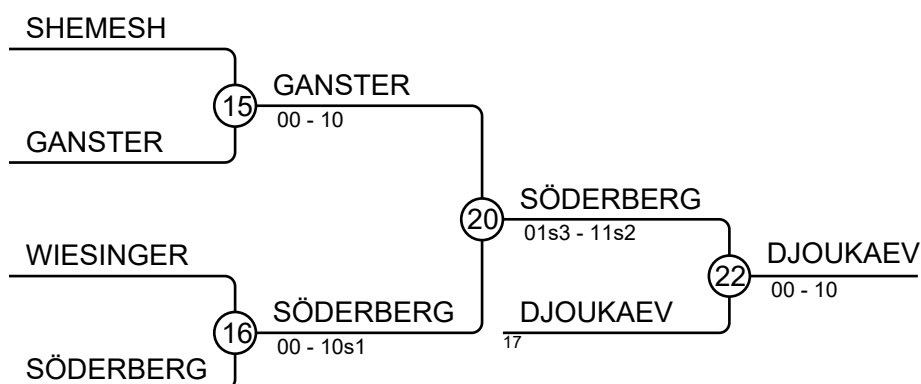 SHEMESH
15
GANSTER
00 - 10
GANSTER
20
SÖDERBERG
01s3 - 11s2
WIESINGER
22
DJOUKAEV
00 - 10
16
SÖDERBERG
00 - 10s1
DJOUKAEV
17
SÖDERBERG